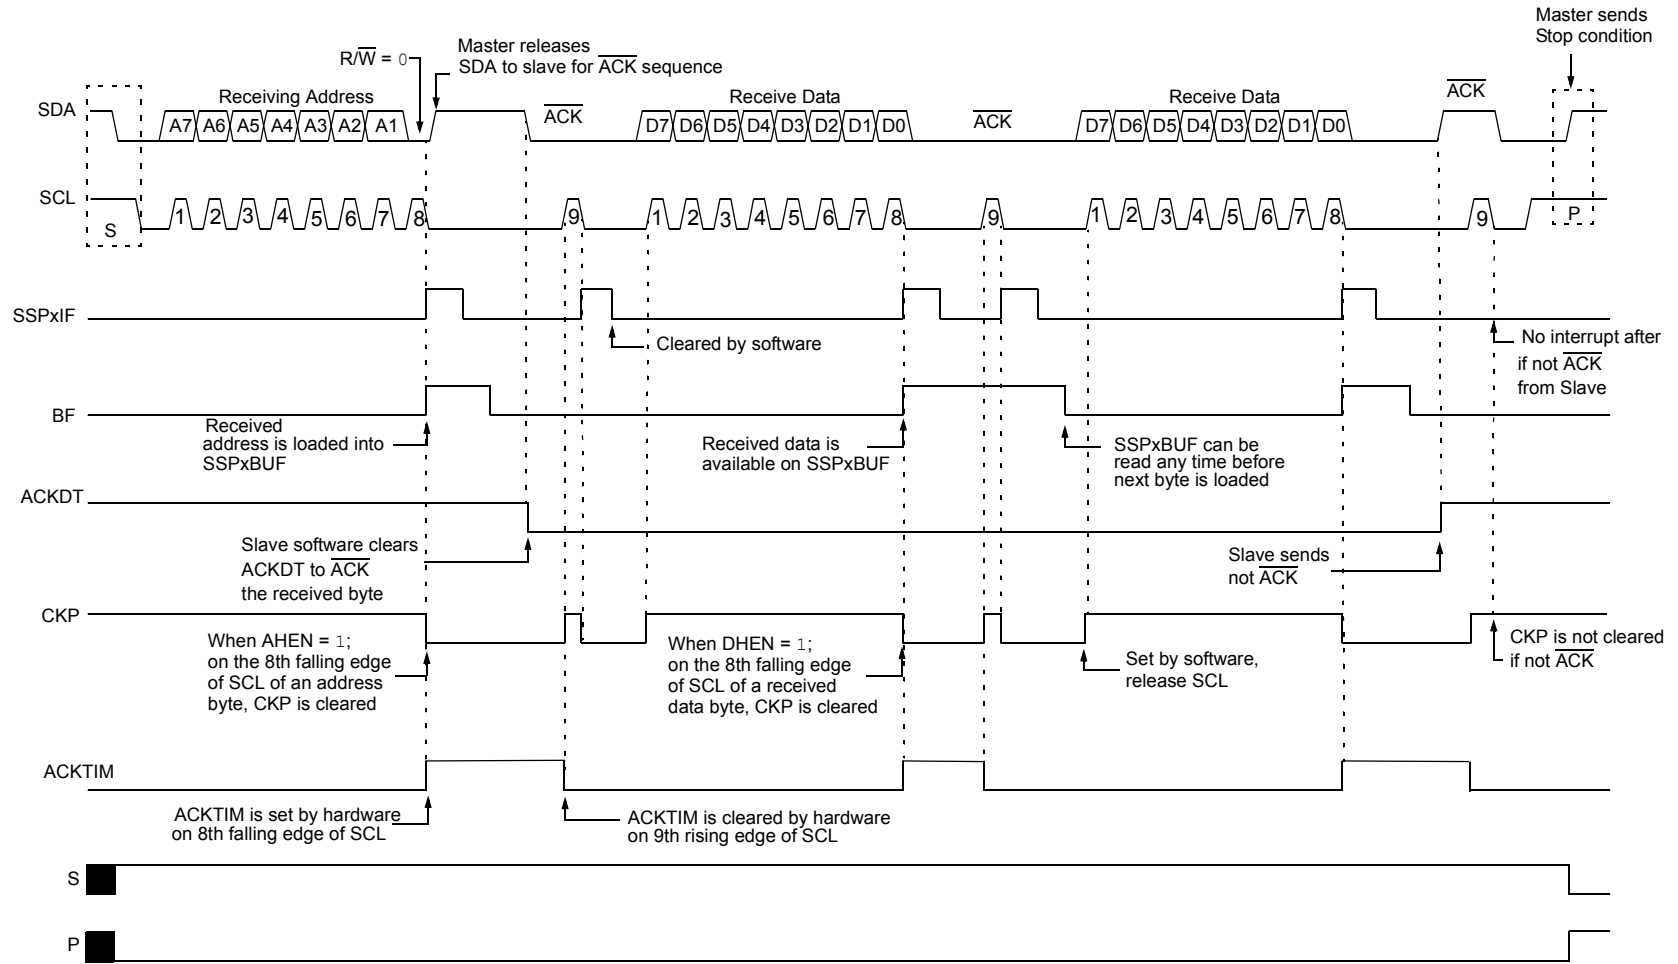 Master sends
Stop condition
Master releases
SDA to slave for ACK sequence
R/W = 0
SDA
Receiving Address
ACK
Receive Data
ACK
Receive Data
ACK
A7 A6 A5 A4 A3 A2 A1
D7 D6 D5 D4 D3 D2 D1 D0
D7 D6 D5 D4 D3 D2 D1 D0
SCL
S
1 2 3 4 5 6 7 8 9
1 2 3 4 5 6 7 8 9
1 2 3 4 5 6 7 8 9
P
SSPxIF
Cleared by software
No interrupt after
if not ACK
from Slave
BF
Received
address is loaded into
SSPxBUF
Received data is
available on SSPxBUF
SSPxBUF can be
read any time before
next byte is loaded
ACKDT
Slave software clears
ACKDT to ACK
the received byte
Slave sends
not ACK
CKP
When AHEN = 1;
on the 8th falling edge
of SCL of an address
byte, CKP is cleared
When DHEN = 1;
on the 8th falling edge
of SCL of a received
data byte, CKP is cleared
Set by software,
release SCL
CKP is not cleared
if not ACK
ACKTIM
ACKTIM is set by hardware
on 8th falling edge of SCL
ACKTIM is cleared by hardware
on 9th rising edge of SCL
S
P